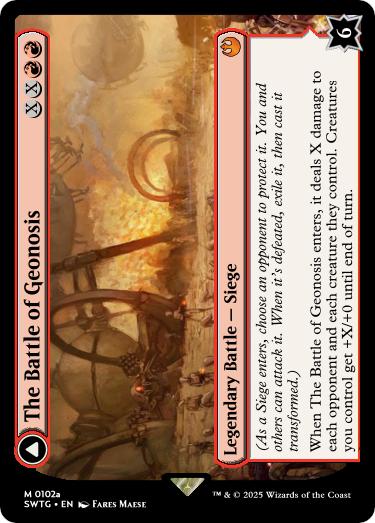 The Battle of Geonosis
X X
Legendary Battle — Siege
(As a Siege enters, choose an opponent to protect it. You and
others can attack it. When it's defeated, exile it, then cast it
transformed.)
When The Battle of Geonosis enters, it deals X damage to
each opponent and each creature they control. Creatures
you control get +X/+0 until end of turn.
6
M 0102a
SWTG • EN Fares Maese
™ & © 2025 Wizards of the Coast